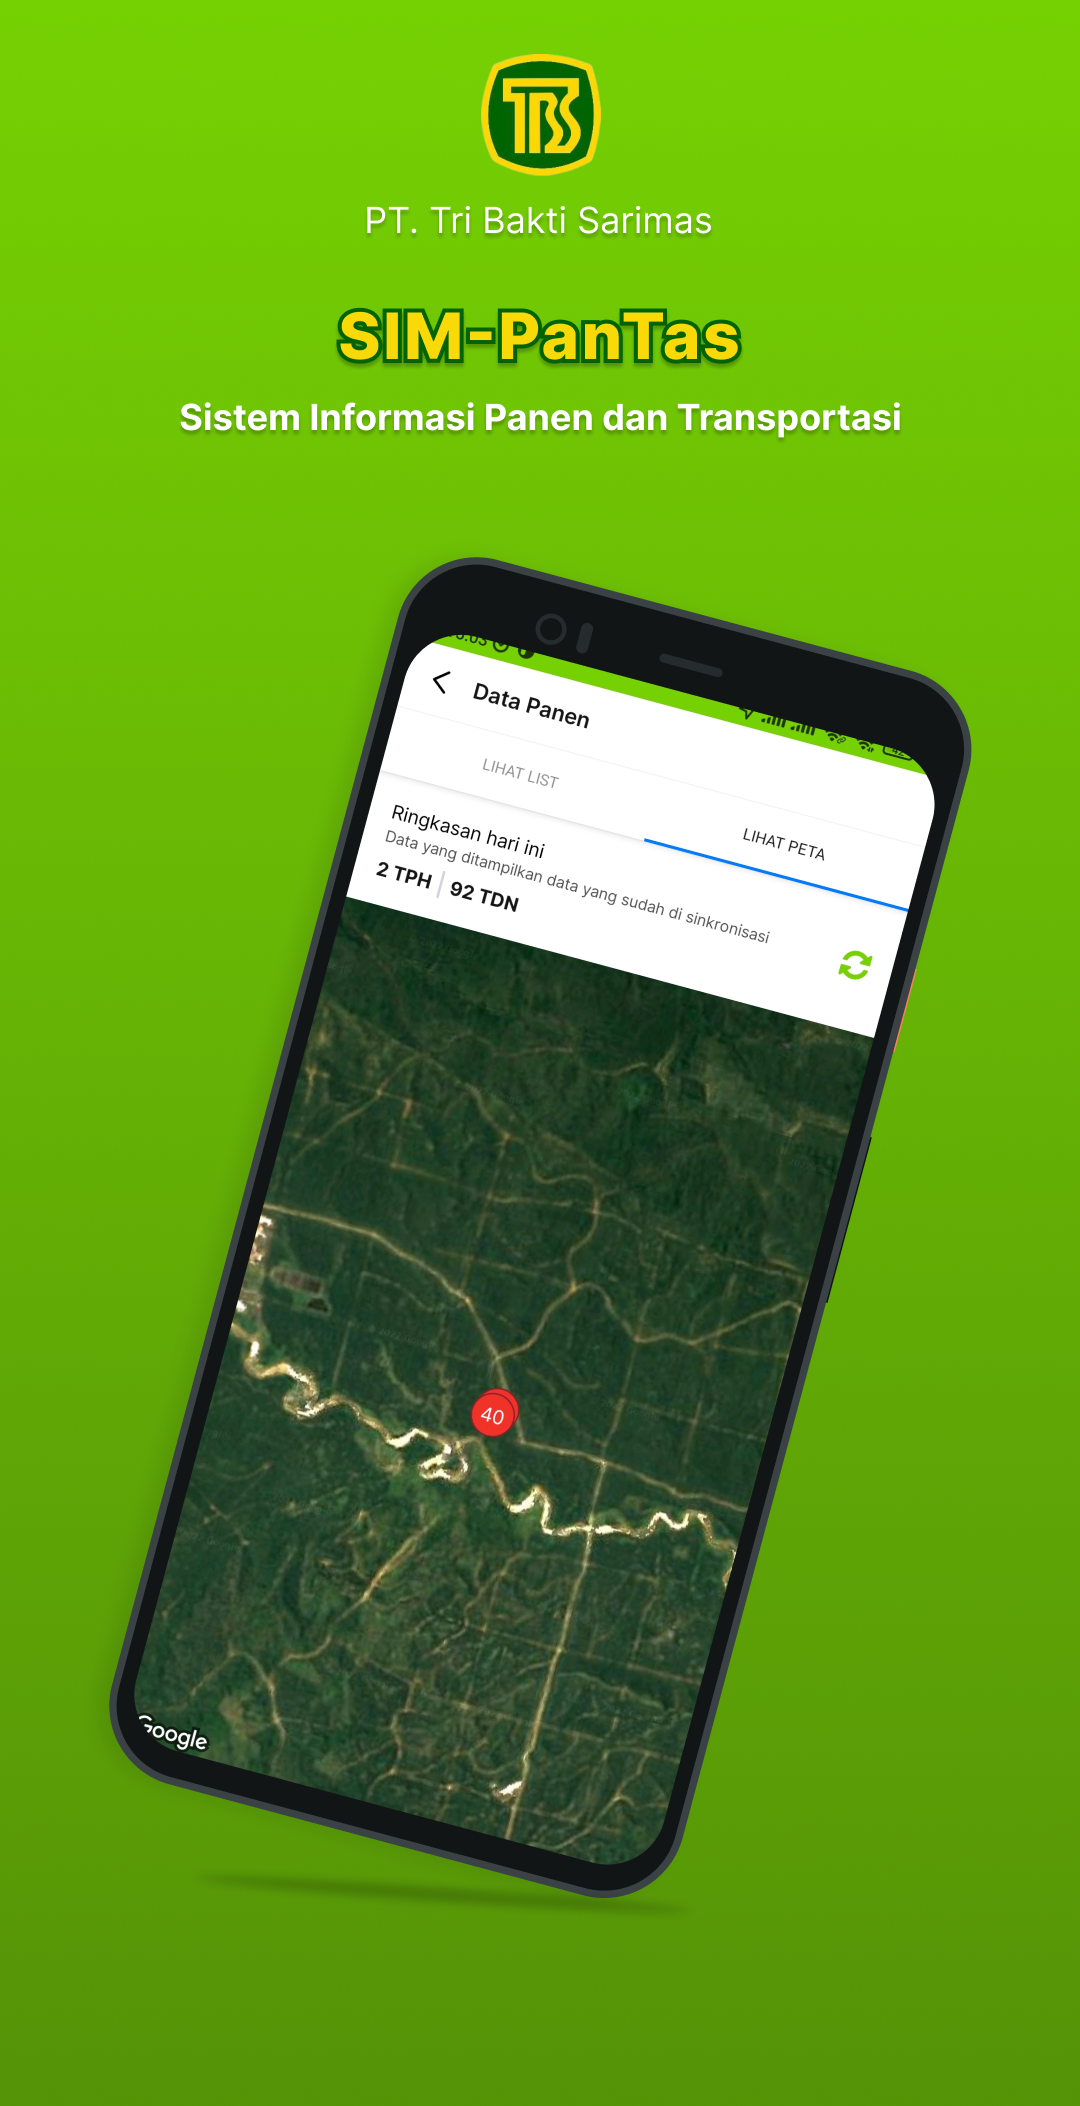 TBS
PT. Tri Bakti Sarimas
SIM-PanTas
Sistem Informasi Panen dan Transportasi
Data Panen
LIHAT LIST
LIHAT PETA
Ringkasan hari ini
Data yang ditampilkan data yang sudah di sinkronisasi
2 TPH
92 TDN
40
Google